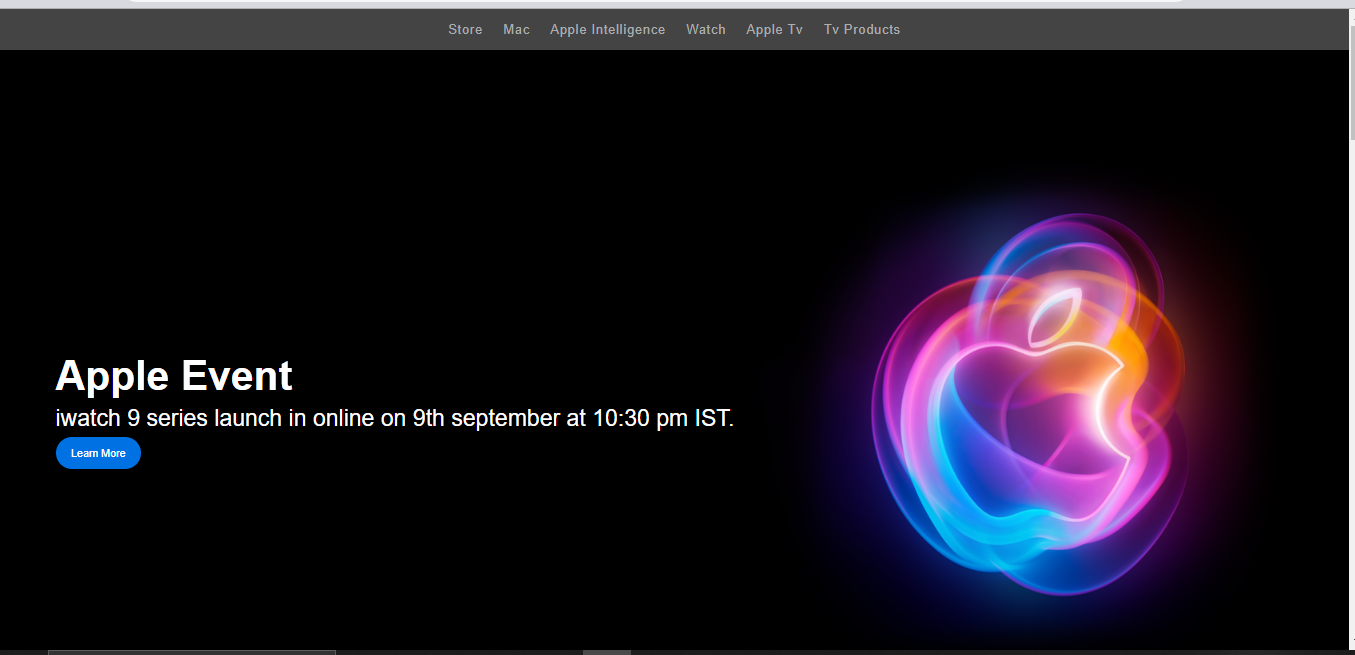 Store Mac Apple Intelligence Watch Apple Tv Tv Products
Apple Event
iwatch 9 series launch in online on 9th september at 10:30 pm IST.
Learn More